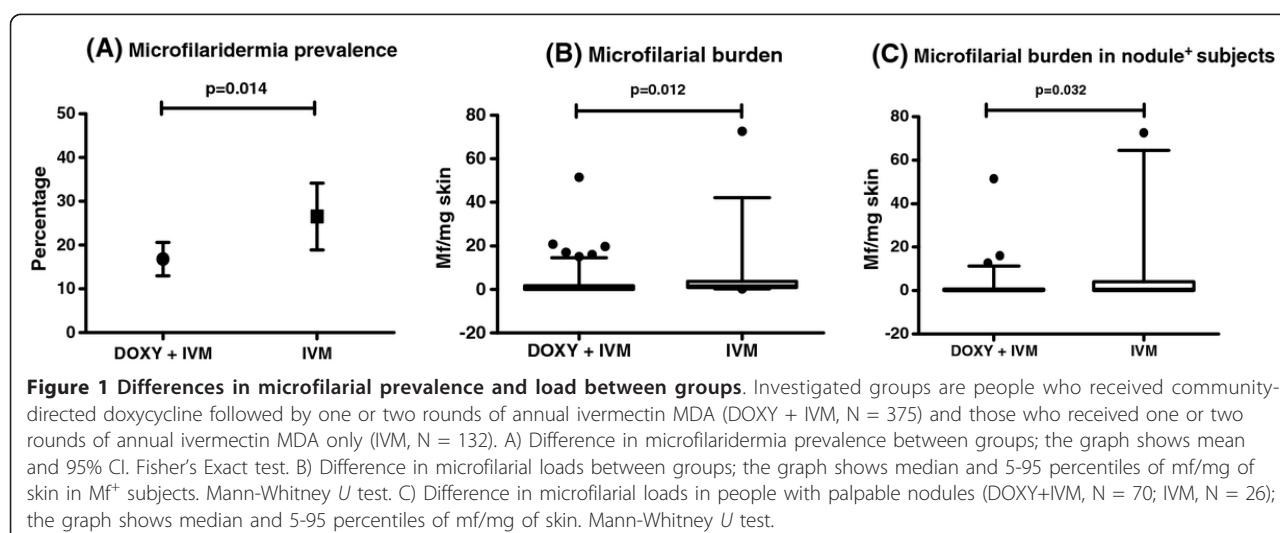 (A) Microfilaridermia prevalence
p=0.014
Percentage
50
40
30
20
10
0
DOXY + IVM
IVM
(B) Microfilarial burden
p=0.012
Mf/mg skin
80
60
40
20
0
-20
DOXY + IVM
IVM
(C) Microfilarial burden in nodule⁺ subjects
p=0.032
Mf/mg skin
80
60
40
20
0
-20
DOXY + IVM
IVM
Figure 1 Differences in microfilarial prevalence and load between groups. Investigated groups are people who received community-
directed doxycycline followed by one or two rounds of annual ivermectin MDA (DOXY + IVM, N = 375) and those who received one or two
rounds of annual ivermectin MDA only (IVM, N = 132). A) Difference in microfilaridermia prevalence between groups; the graph shows mean
and 95% CI. Fisher's Exact test. B) Difference in microfilarial loads between groups; the graph shows median and 5-95 percentiles of mf/mg of
skin in Mf⁺ subjects. Mann-Whitney U test. C) Difference in microfilarial loads in people with palpable nodules (DOXY+IVM, N = 70; IVM, N = 26);
the graph shows median and 5-95 percentiles of mf/mg of skin. Mann-Whitney U test.